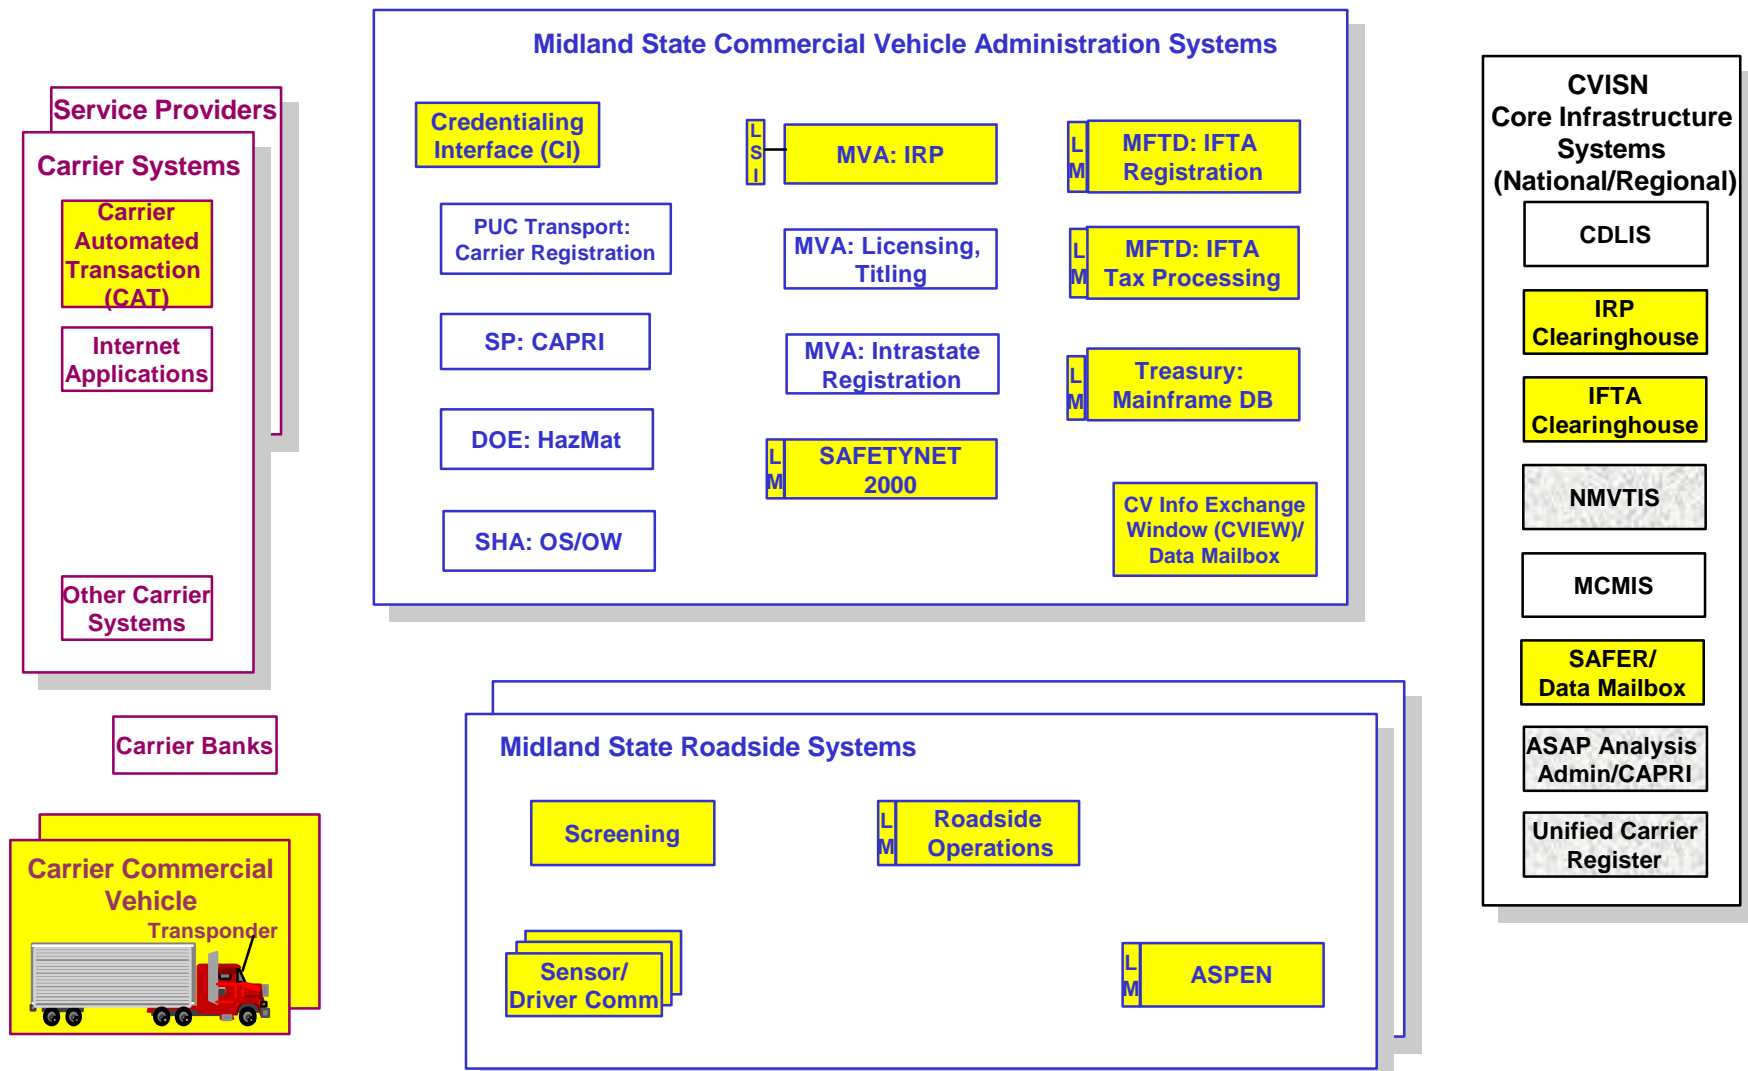 Midland State Commercial Vehicle Administration Systems
Service Providers
Carrier Systems
Carrier
Automated
Transaction
(CAT)
Internet
Applications
Other Carrier
Systems
Carrier Banks
Carrier Commercial
Vehicle
Transponder
Credentialing
Interface (CI)
PUC Transport:
Carrier Registration
SP: CAPRI
DOE: HazMat
SHA: OS/OW
L
S
I
MVA: IRP
MVA: Licensing,
Titling
MVA: Intrastate
Registration
L
M
SAFETYNET
2000
L
M
MFTD: IFTA
Registration
L
M
MFTD: IFTA
Tax Processing
L
M
Treasury:
Mainframe DB
CV Info Exchange
Window (CVIEW)/
Data Mailbox
Midland State Roadside Systems
Screening
L
M
Roadside
Operations
Sensor/
Driver Comm
L
M
ASPEN
CVISN
Core Infrastructure
Systems
(National/Regional)
CDLIS
IRP
Clearinghouse
IFTA
Clearinghouse
NMVTIS
MCMIS
SAFER/
Data Mailbox
ASAP Analysis
Admin/CAPRI
Unified Carrier
Register